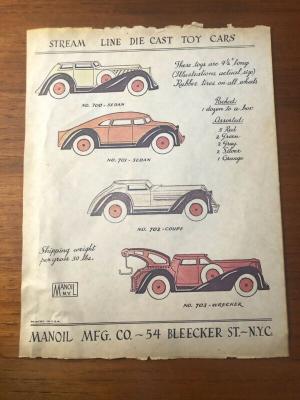 STREAM LINE DIE CAST TOY CARS
These toys are 4⅛" long
(Illustrations actual size)
Rubber tires on all wheels
NO. 700-SEDAN
Packed:
1 dozen to a box
Assorted:
5 Red
2 Green
2 Gray
2 Silver
1 Orange
NO. 701-SEDAN
NO. 702-COUPE
Shipping weight
per gross 30 lbs.
MANOIL
N.Y.
NO. 703-WRECKER
MANOIL MFG. CO. ~ 54 BLEECKER ST. ~ N.Y.C.